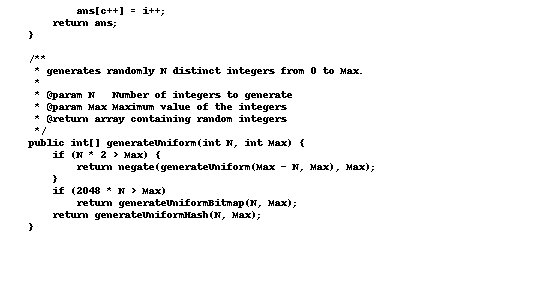 ans[c++] = i++;
return ans;
}
/**
* generates randomly N distinct integers from 0 to Max.
*
* @param N   Number of integers to generate
* @param Max Maximum value of the integers
* @return array containing random integers
*/
public int[] generateUniform(int N, int Max) {
if (N * 2 > Max) {
return negate(generateUniform(Max - N, Max), Max);
}
if (2048 * N > Max)
return generateUniformBitmap(N, Max);
return generateUniformHash(N, Max);
}